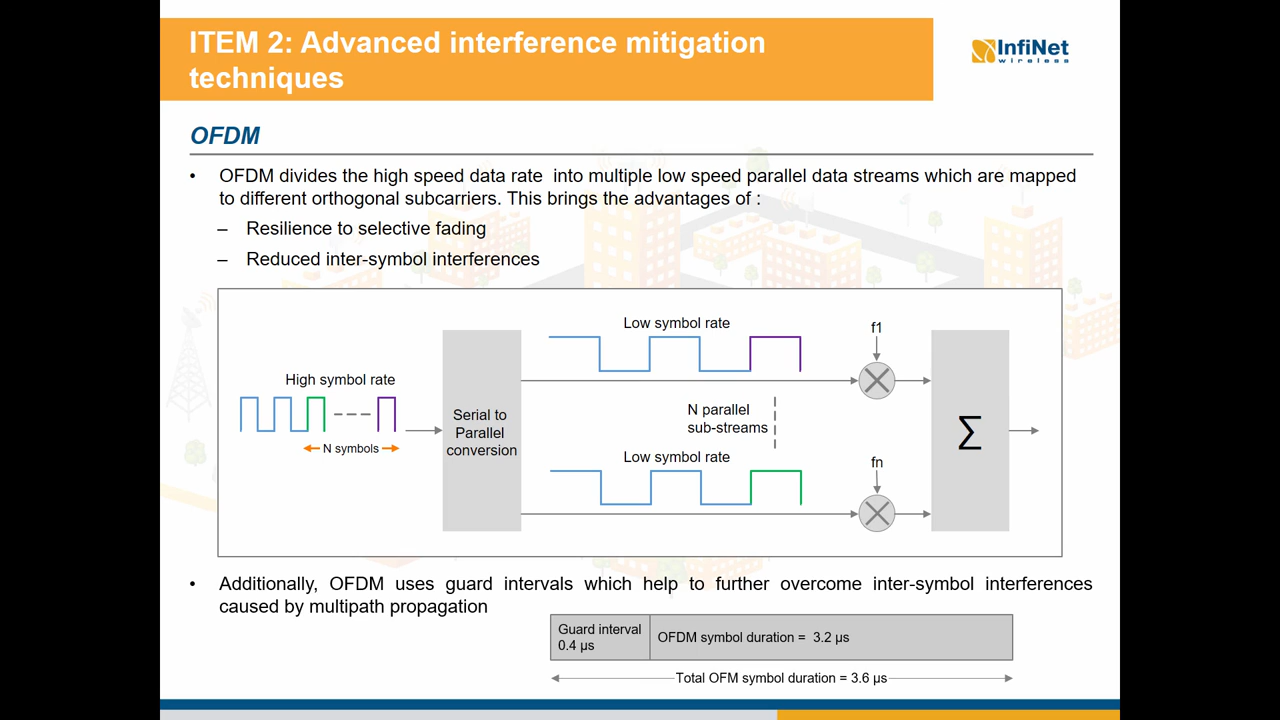 ITEM 2: Advanced interference mitigation
techniques
InfiNet
wireless
OFDM
• OFDM divides the high speed data rate into multiple low speed parallel data streams which are mapped
to different orthogonal subcarriers. This brings the advantages of :
– Resilience to selective fading
– Reduced inter-symbol interferences
High symbol rate
N symbols
Serial to
Parallel
conversion
Low symbol rate
N parallel
sub-streams
Low symbol rate
f1
fn
Σ
• Additionally, OFDM uses guard intervals which help to further overcome inter-symbol interferences
caused by multipath propagation
Guard interval
0.4 μs
OFDM symbol duration = 3.2 μs
Total OFM symbol duration = 3.6 μs